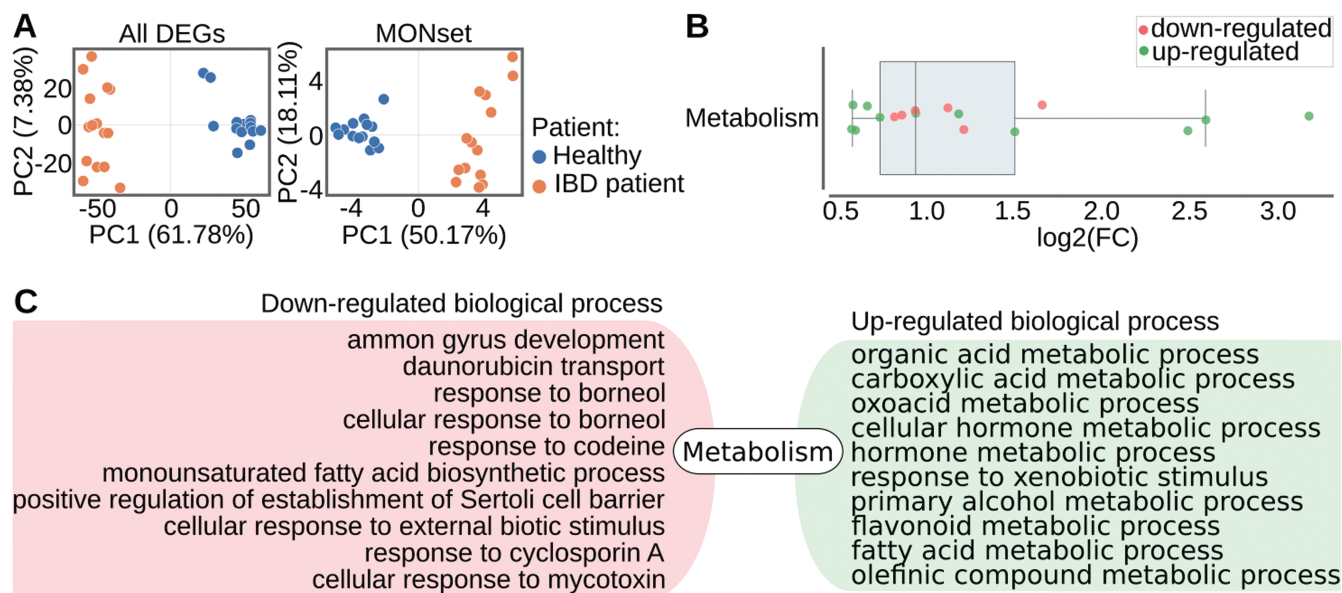 A
B
All DEGs
MONset
PC2 (7.38%)
20
0
-20
-50
0
50
PC1 (61.78%)
PC2 (18.11%)
4
0
-4
-4
0
4
PC1 (50.17%)
Patient:
Healthy
IBD patient
down-regulated
up-regulated
Metabolism
0.5
1.0
1.5
2.0
2.5
3.0
log2(FC)
C
Down-regulated biological process
ammon gyrus development
daunorubicin transport
response to borneol
cellular response to borneol
response to codeine
monounsaturated fatty acid biosynthetic process
positive regulation of establishment of Sertoli cell barrier
cellular response to external biotic stimulus
response to cyclosporin A
cellular response to mycotoxin
Metabolism
Up-regulated biological process
organic acid metabolic process
carboxylic acid metabolic process
oxoacid metabolic process
cellular hormone metabolic process
hormone metabolic process
response to xenobiotic stimulus
primary alcohol metabolic process
flavonoid metabolic process
fatty acid metabolic process
olefinic compound metabolic process